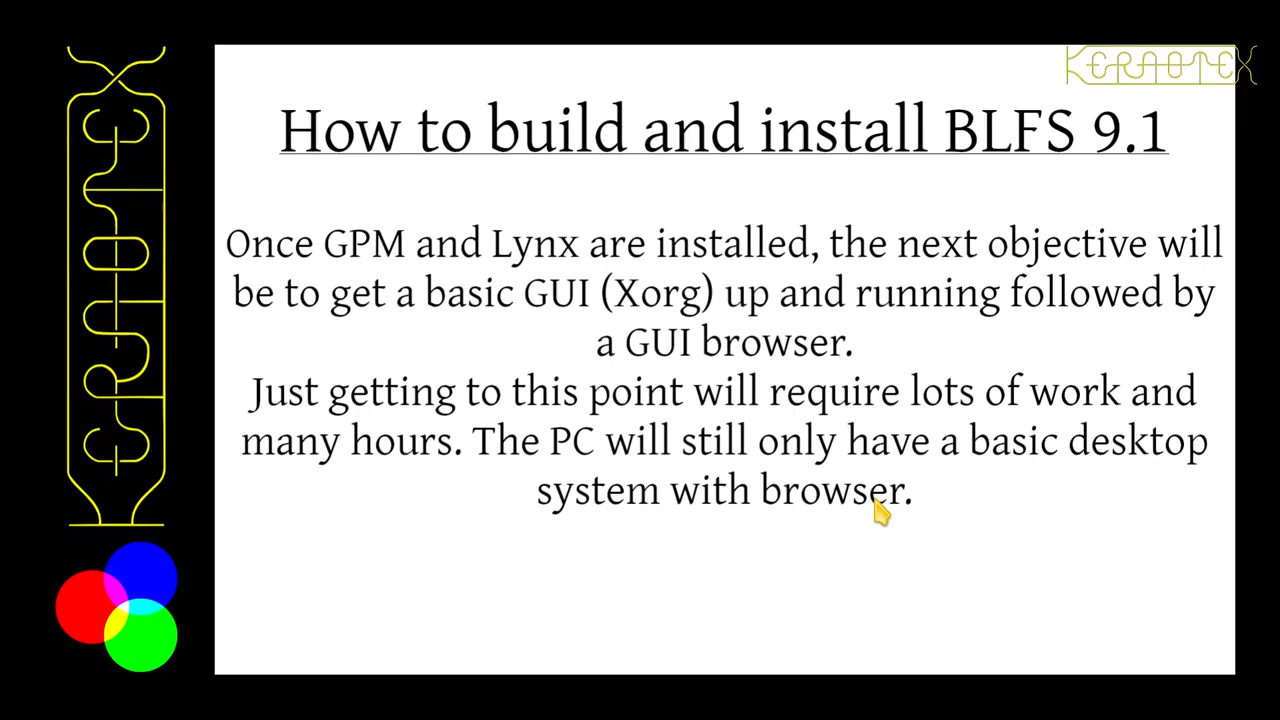 KERNOTEX
How to build and install BLFS 9.1
Once GPM and Lynx are installed, the next objective will
be to get a basic GUI (Xorg) up and running followed by
a GUI browser.
Just getting to this point will require lots of work and
many hours. The PC will still only have a basic desktop
system with browser.